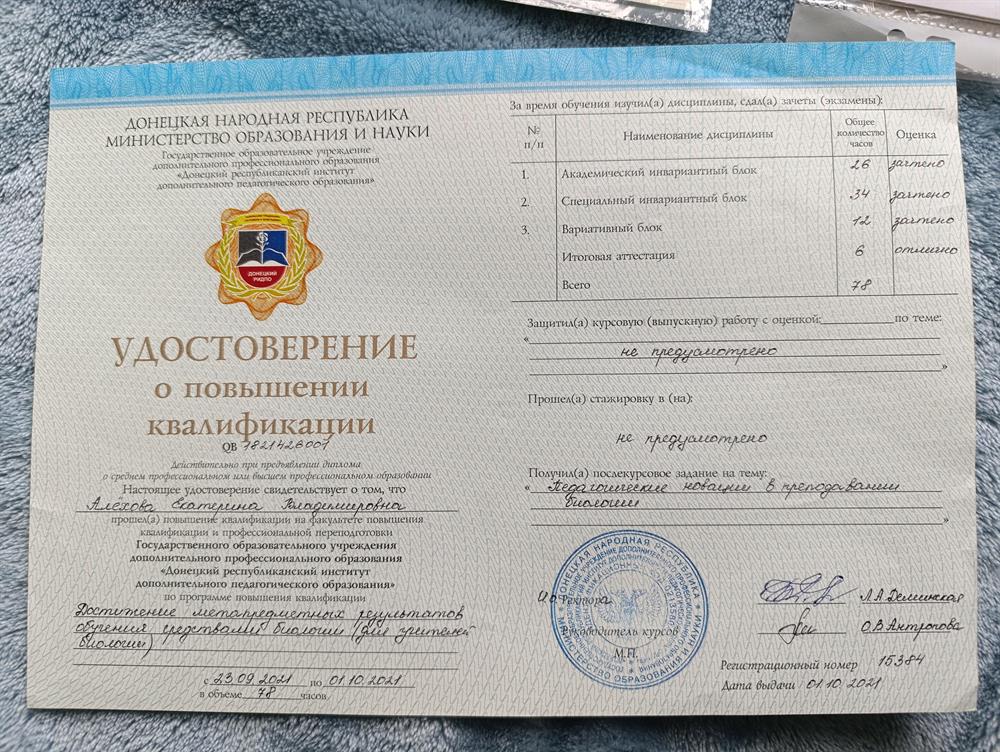 ДОНЕЦКАЯ НАРОДНАЯ РЕСПУБЛИКА
МИНИСТЕРСТВО ОБРАЗОВАНИЯ И НАУКИ
Государственное образовательное учреждение
дополнительного профессионального образования
«Донецкий республиканский институт
дополнительного педагогического образования»
ДОНЕЦКИЙ
РИДПО
УДОСТОВЕРЕНИЕ
о повышении
квалификации
QB 1821426001
Действительно при предъявлении диплома
о среднем профессиональном или высшем профессиональном образовании
Настоящее удостоверение свидетельствует о том, что
Алёхова Екатерина Владимировна
прошел(а) повышение квалификации на факультете повышения
квалификации и профессиональной переподготовки
Государственного образовательного учреждения
дополнительного профессионального образования
«Донецкий республиканский институт
дополнительного педагогического образования»
по программе повышения квалификации
Достижение метапредметных результатов
обучения средствами биологии (для учителей
биологии)
с 23.09.2021 по 01.10.2021
в объеме 78 часов
За время обучения изучил(а) дисциплины, сдал(а) зачеты (экзамены):
№ п/п Наименование дисциплины Общее количество часов Оценка
1. Академический инвариантный блок 26 зачтено
2. Специальный инвариантный блок 34 зачтено
3. Вариативный блок 12 зачтено
Итоговая аттестация 6 отлично
Всего 78
Защитил(а) курсовую (выпускную) работу с оценкой: по теме:
« не предусмотрено »
Прошел(а) стажировку в (на):
не предусмотрено
Получил(а) послекурсовое задание на тему:
« Педагогические новации в преподавании
биологии »
И.о. Ректора Л.А.Деминская
Руководитель курсов О.В.Антропова
М.П.
ДОНЕЦКАЯ НАРОДНАЯ РЕСПУБЛИКА
МИНИСТЕРСТВО ОБРАЗОВАНИЯ И НАУКИ
Регистрационный номер 15384
Дата выдачи 01.10.2021